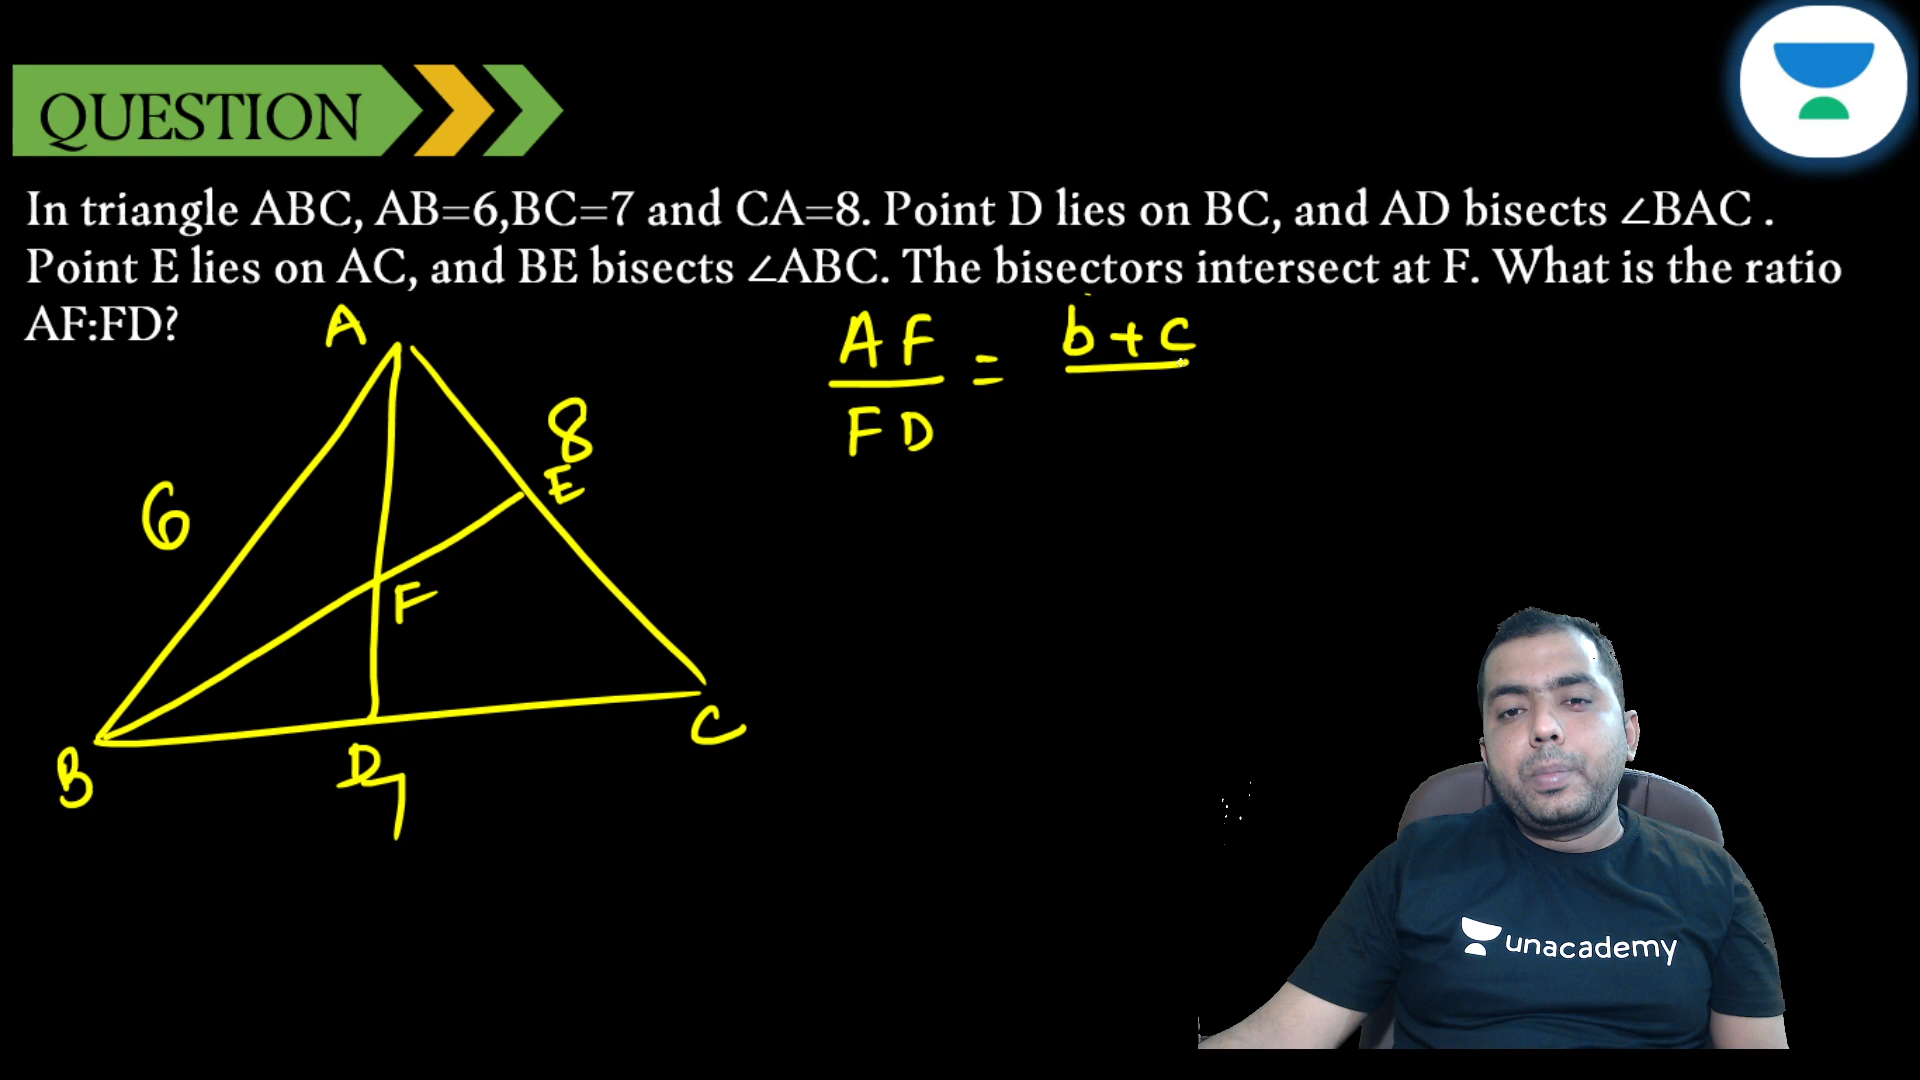 QUESTION
In triangle ABC, AB=6,BC=7 and CA=8. Point D lies on BC, and AD bisects ∠BAC .
Point E lies on AC, and BE bisects ∠ABC. The bisectors intersect at F. What is the ratio
AF:FD?
A
AF/FD = b+c
8
E
6
F
C
B
D
7
unacademy